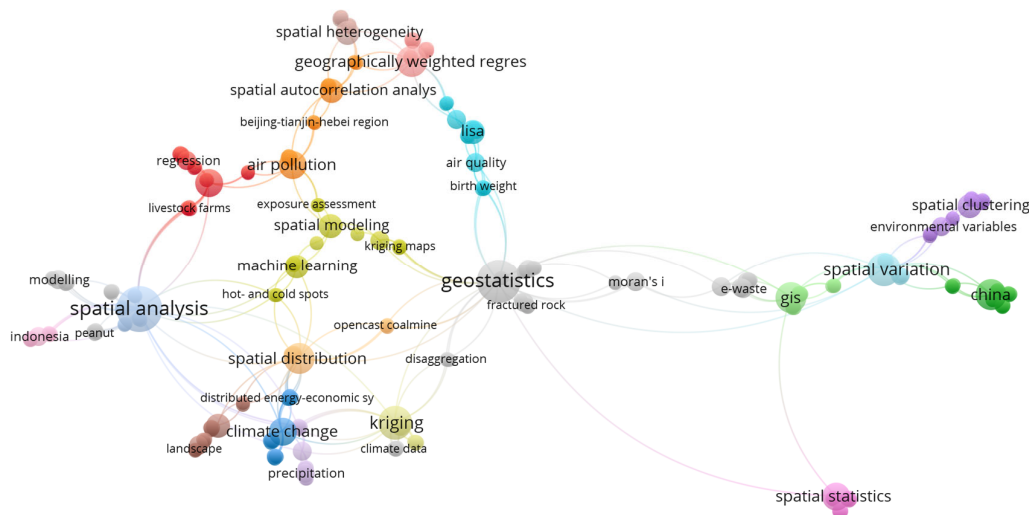 spatial heterogeneity
geographically weighted regres
spatial autocorrelation analys
beijing-tianjin-hebei region
lisa
regression
air pollution
air quality
birth weight
livestock farms
exposure assessment
spatial clustering
spatial modeling
environmental variables
kriging maps
machine learning
spatial variation
modelling
geostatistics
moran's i
e-waste
hot- and cold spots
gis
china
spatial analysis
fractured rock
opencast coalmine
indonesia
peanut
spatial distribution
disaggregation
distributed energy-economic sy
kriging
climate change
landscape
climate data
precipitation
spatial statistics